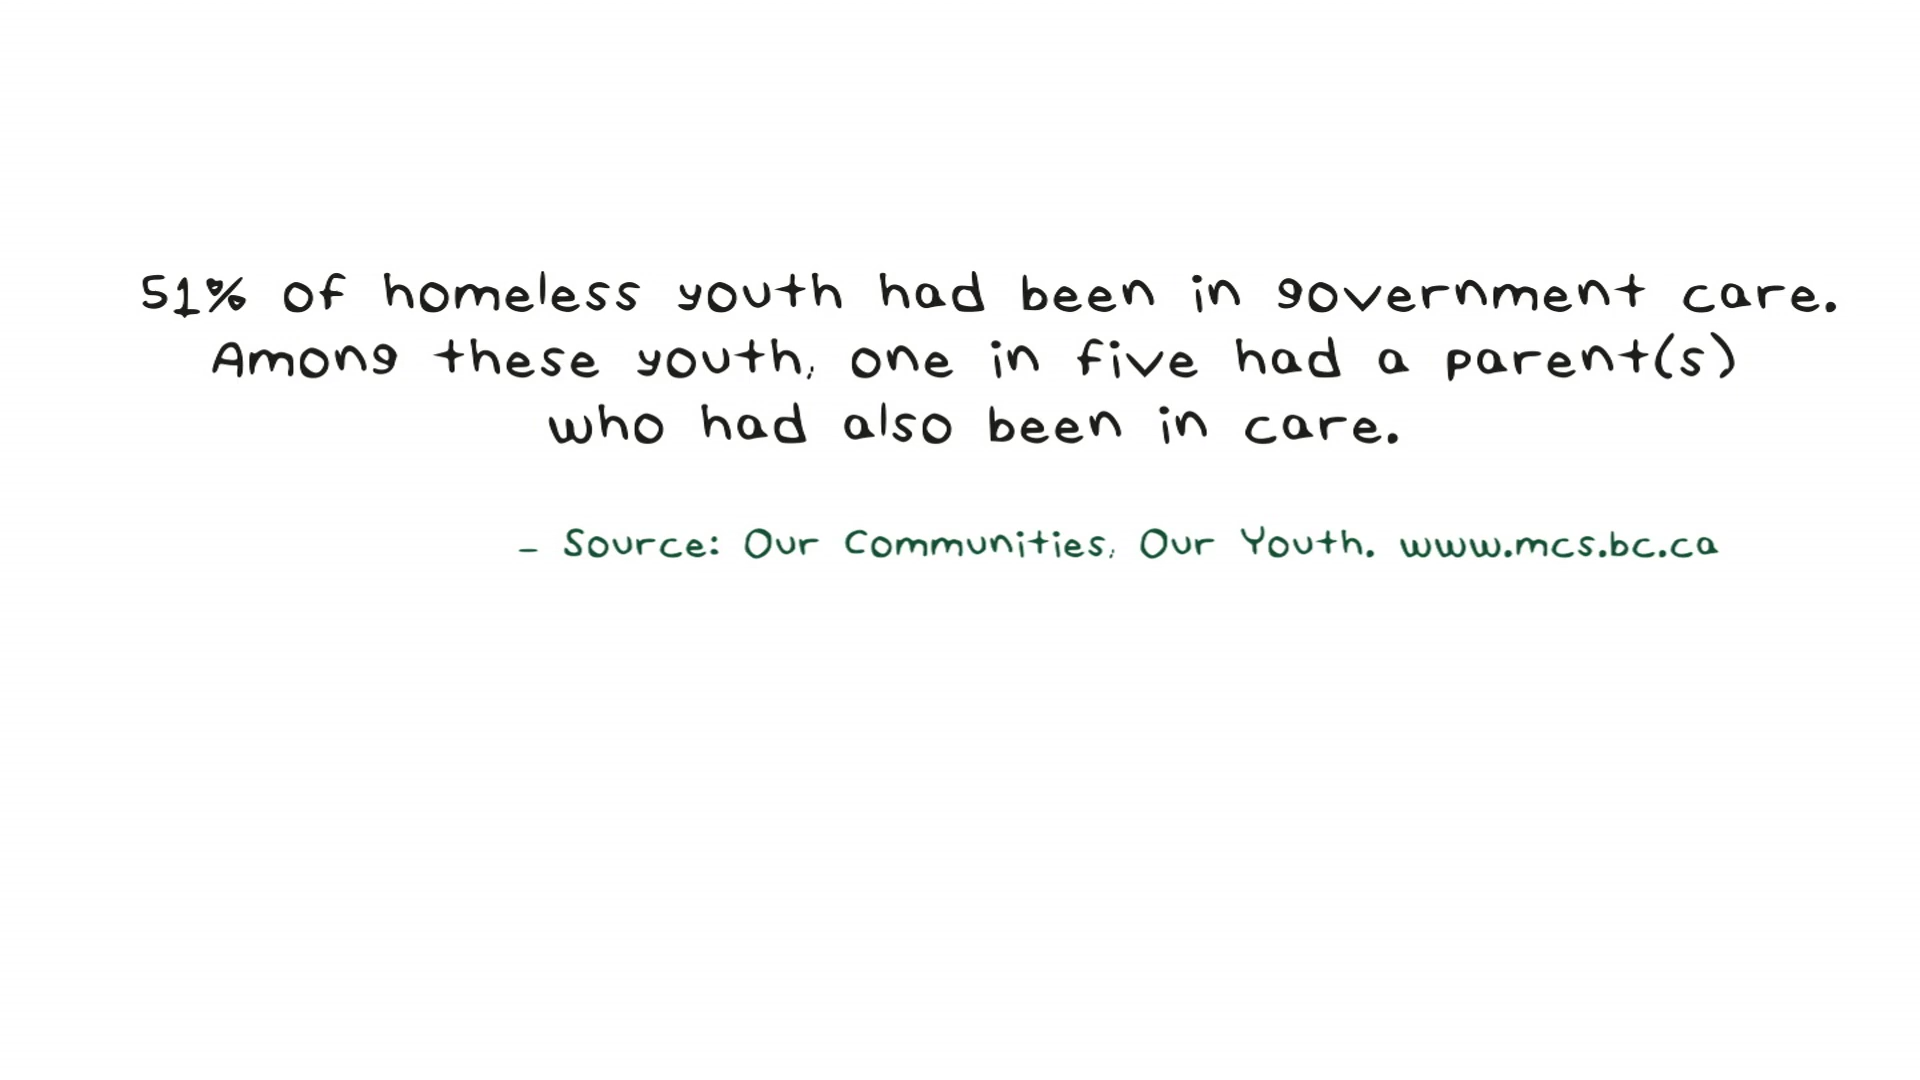 51% of homeless youth had been in government care.
Among these youth, one in five had a parent(s)
who had also been in care.
- Source: Our Communities, Our Youth. www.mcs.bc.ca